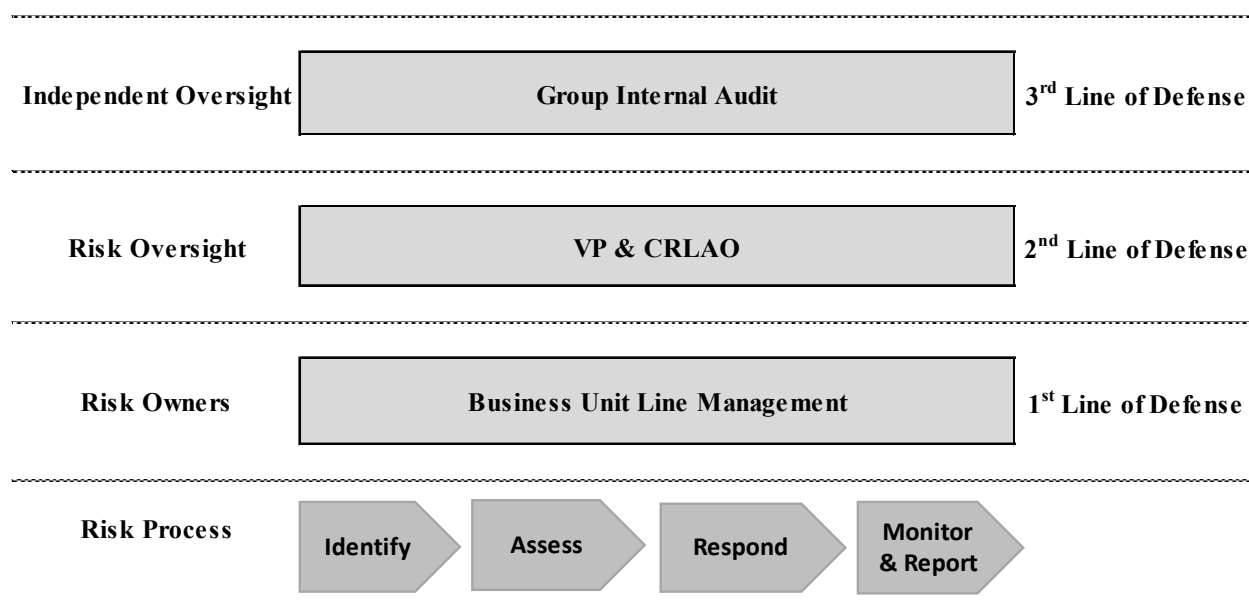 Independent Oversight Group Internal Audit 3rd Line of Defense
Risk Oversight VP & CRLAO 2nd Line of Defense
Risk Owners Business Unit Line Management 1st Line of Defense
Risk Process
Identify
Assess
Respond
Monitor
& Report